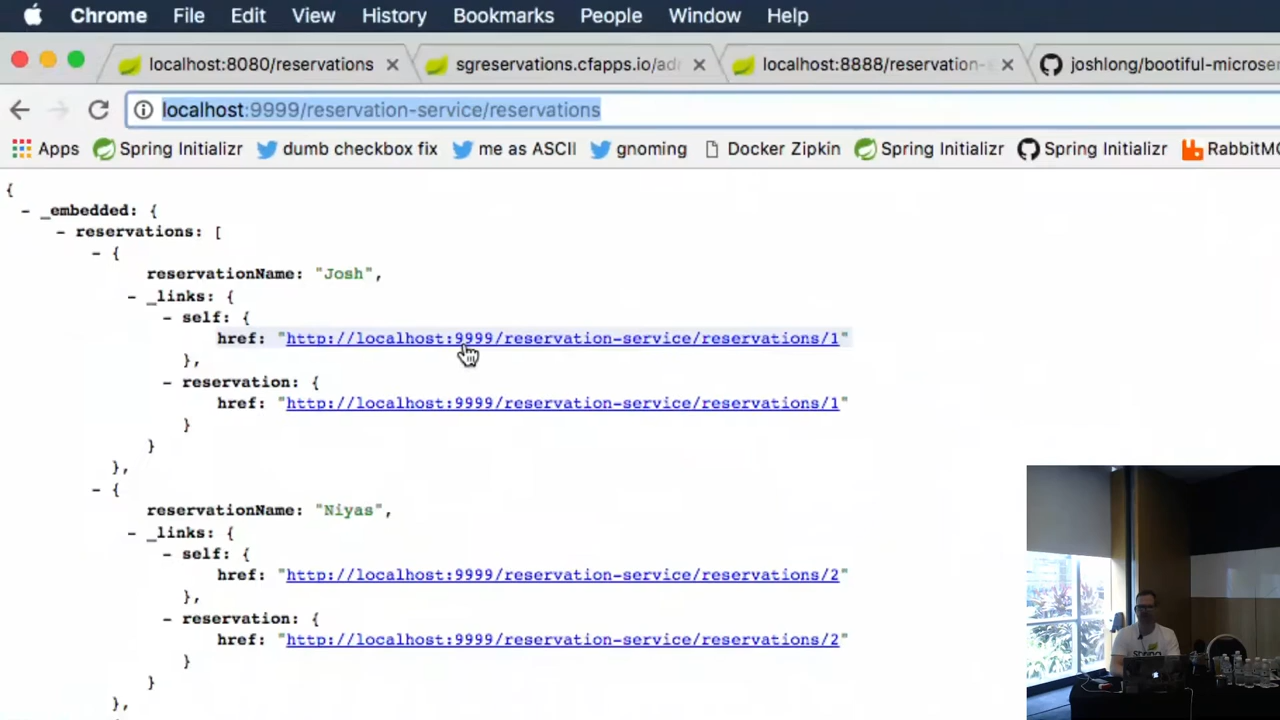 Chrome File Edit View History Bookmarks People Window Help
localhost:8080/reservations sgreservations.cfapps.io/ad localhost:8888/reservation- joshlong/bootiful-microser
localhost:9999/reservation-service/reservations
Apps Spring Initializr dumb checkbox fix me as ASCII gnoming Docker Zipkin Spring Initializr Spring Initializr RabbitM
{
- _embedded: {
- reservations: [
- {
reservationName: "Josh",
- _links: {
- self: {
href: "http://localhost:9999/reservation-service/reservations/1"
},
- reservation: {
href: "http://localhost:9999/reservation-service/reservations/1"
}
}
},
- {
reservationName: "Niyas",
- _links: {
- self: {
href: "http://localhost:9999/reservation-service/reservations/2"
},
- reservation: {
href: "http://localhost:9999/reservation-service/reservations/2"
}
}
},
spring